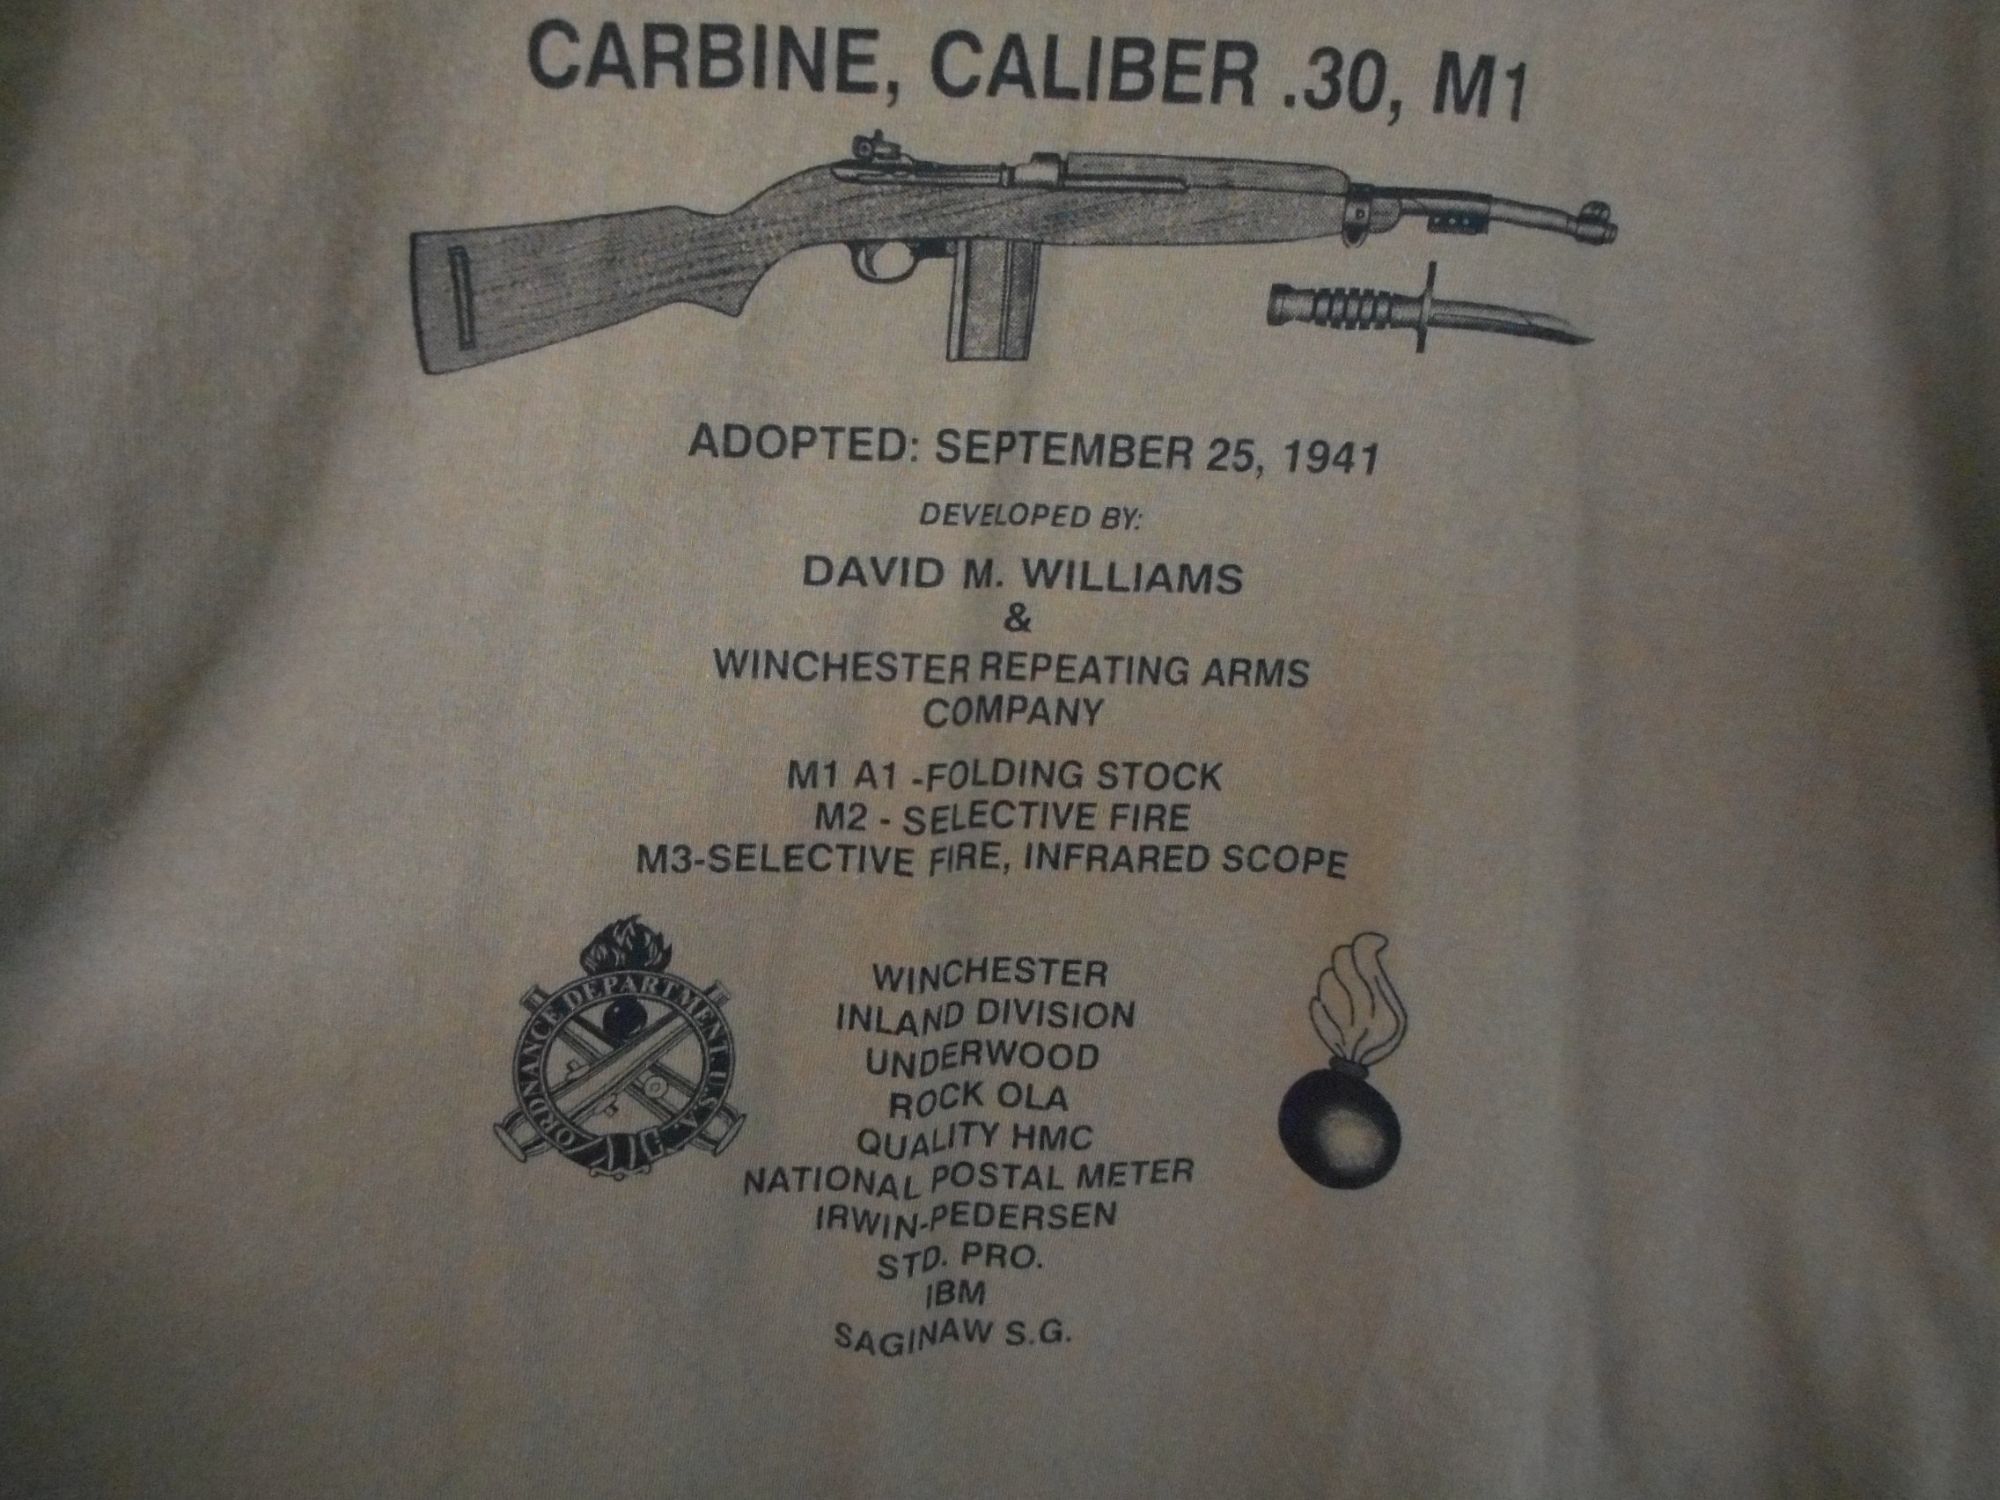 CARBINE, CALIBER .30, M1
ADOPTED: SEPTEMBER 25, 1941
DEVELOPED BY:
DAVID M. WILLIAMS
&
WINCHESTER REPEATING ARMS
COMPANY
M1 A1 -FOLDING STOCK
M2 - SELECTIVE FIRE
M3-SELECTIVE FIRE, INFRARED SCOPE
ORDNANCE DEPARTMENT, U.S.A.
WINCHESTER
INLAND DIVISION
UNDERWOOD
ROCK OLA
QUALITY HMC
NATIONAL POSTAL METER
IRWIN-PEDERSEN
STD. PRO.
IBM
SAGINAW S.G.